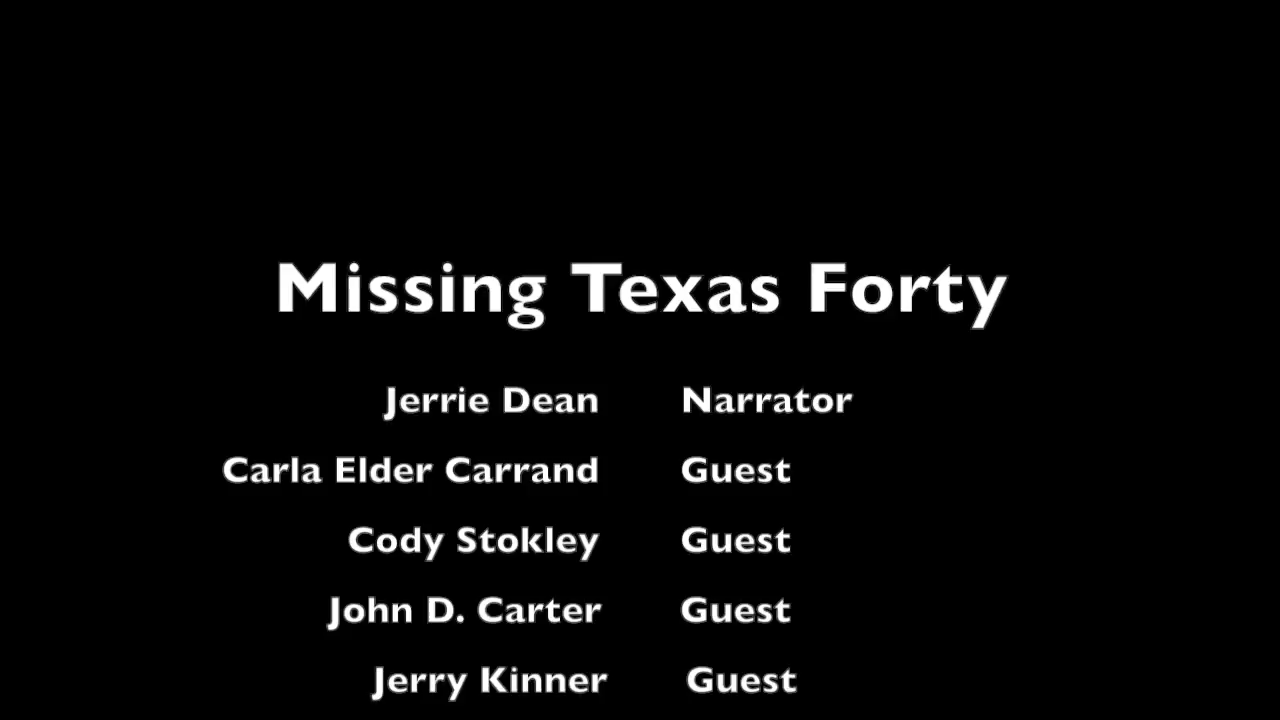 Missing Texas Forty
Jerrie Dean Narrator
Carla Elder Carrand Guest
Cody Stokley Guest
John D. Carter Guest
Jerry Kinner Guest